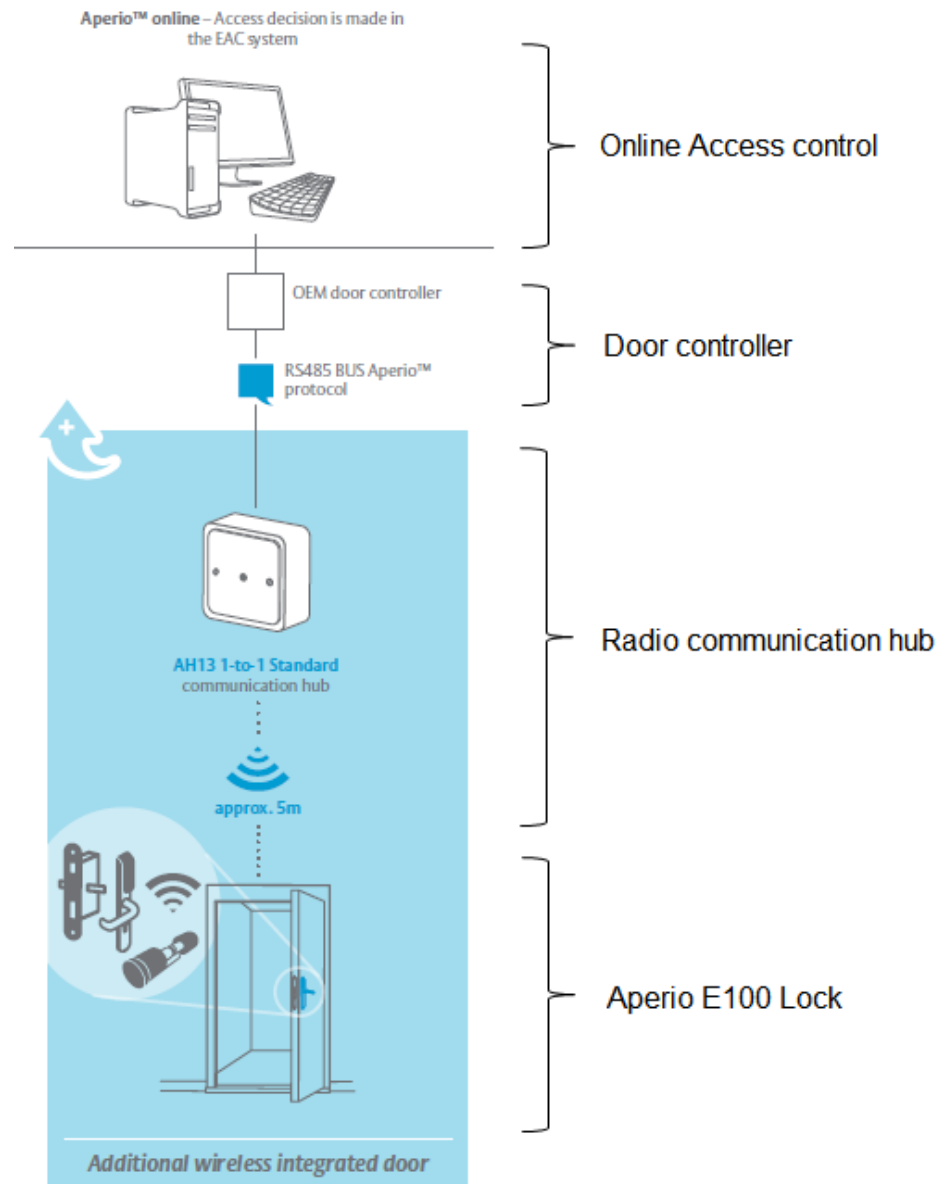 Aperio™ online – Access decision is made in
the EAC system
Online Access control
OEM door controller
RS485 BUS Aperio™
protocol
Door controller
+
AH13 1-to-1 Standard
communication hub
Radio communication hub
approx. 5m
Aperio E100 Lock
Additional wireless integrated door